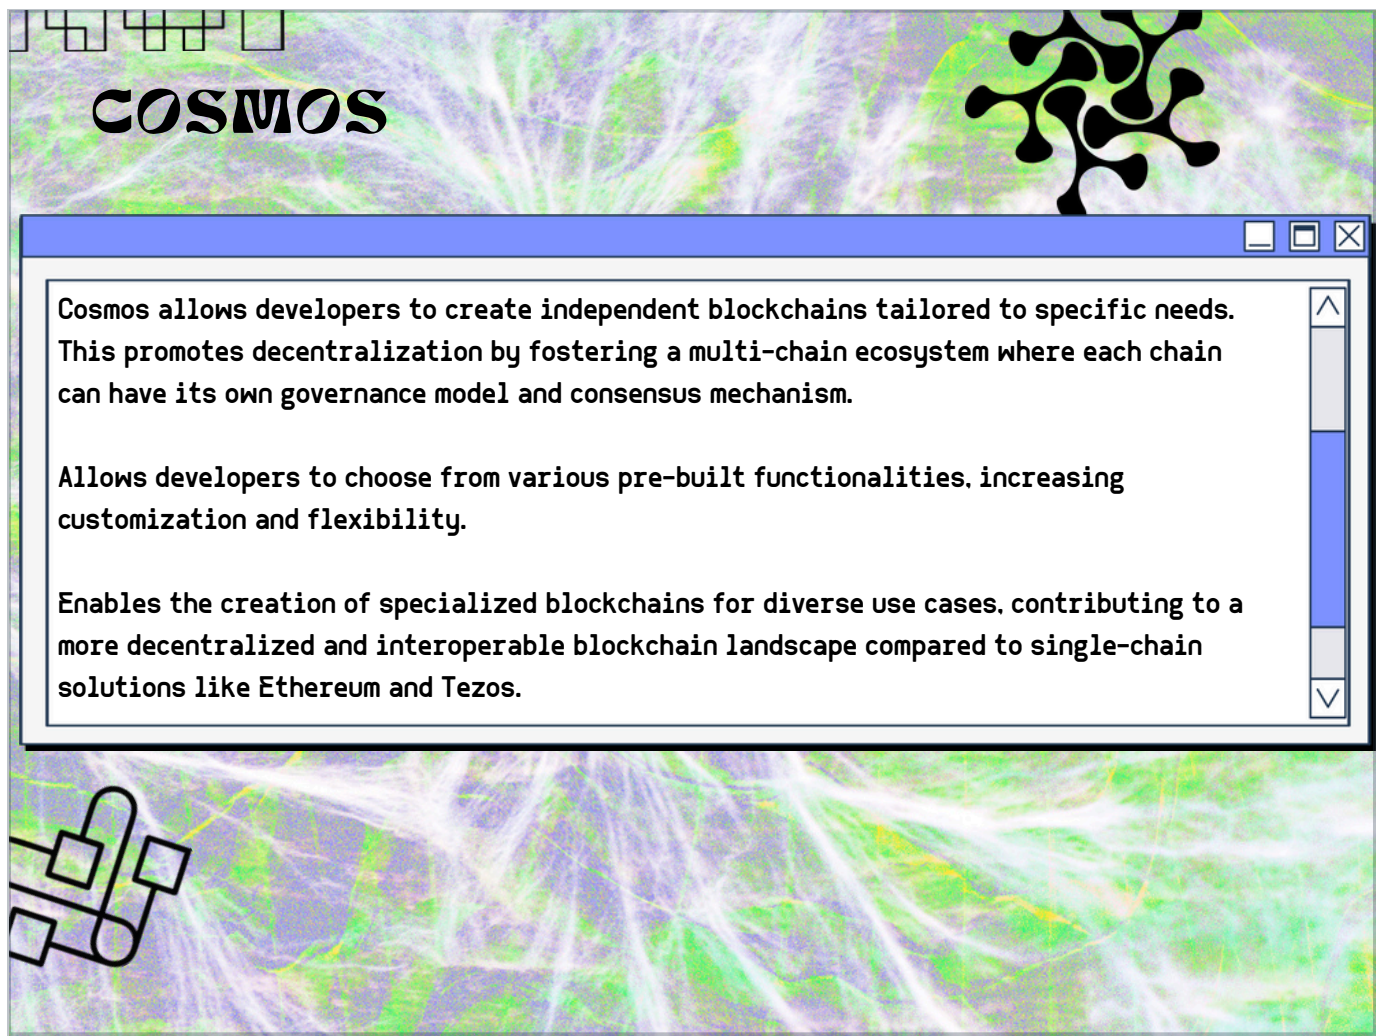 COSMOS
Cosmos allows developers to create independent blockchains tailored to specific needs.
This promotes decentralization by fostering a multi-chain ecosystem where each chain
can have its own governance model and consensus mechanism.
Allows developers to choose from various pre-built functionalities, increasing
customization and flexibility.
Enables the creation of specialized blockchains for diverse use cases, contributing to a
more decentralized and interoperable blockchain landscape compared to single-chain
solutions like Ethereum and Tezos.